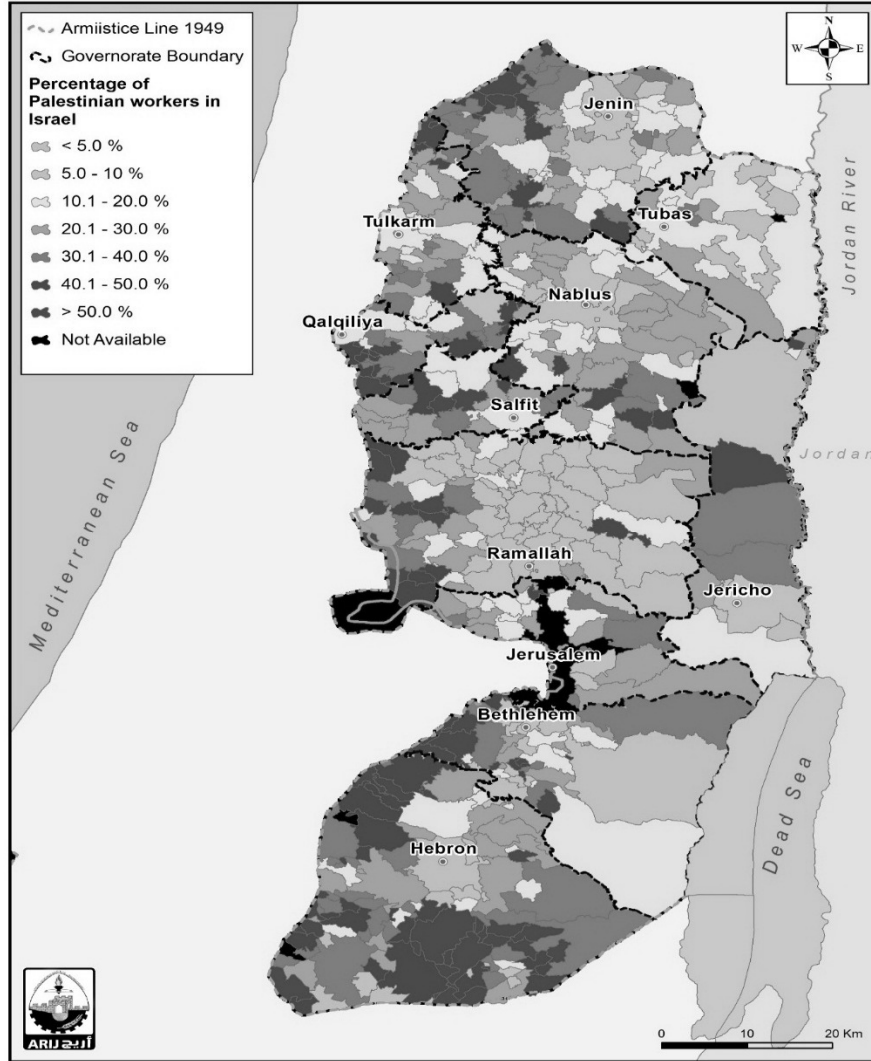 Armiistice Line 1949
Governorate Boundary
Percentage of
Palestinian workers in
Israel
< 5.0 %
5.0 - 10 %
10.1 - 20.0 %
20.1 - 30.0 %
30.1 - 40.0 %
40.1 - 50.0 %
> 50.0 %
Not Available
N
W E
S
Jenin
Tubas
Tulkarm
Nablus
Qalqiliya
Salfit
Ramallah
Jericho
Jerusalem
Bethlehem
Hebron
Mediterranean Sea
Jordan River
Jordan
Dead Sea
ARIJ أريج
0 10 20 Km